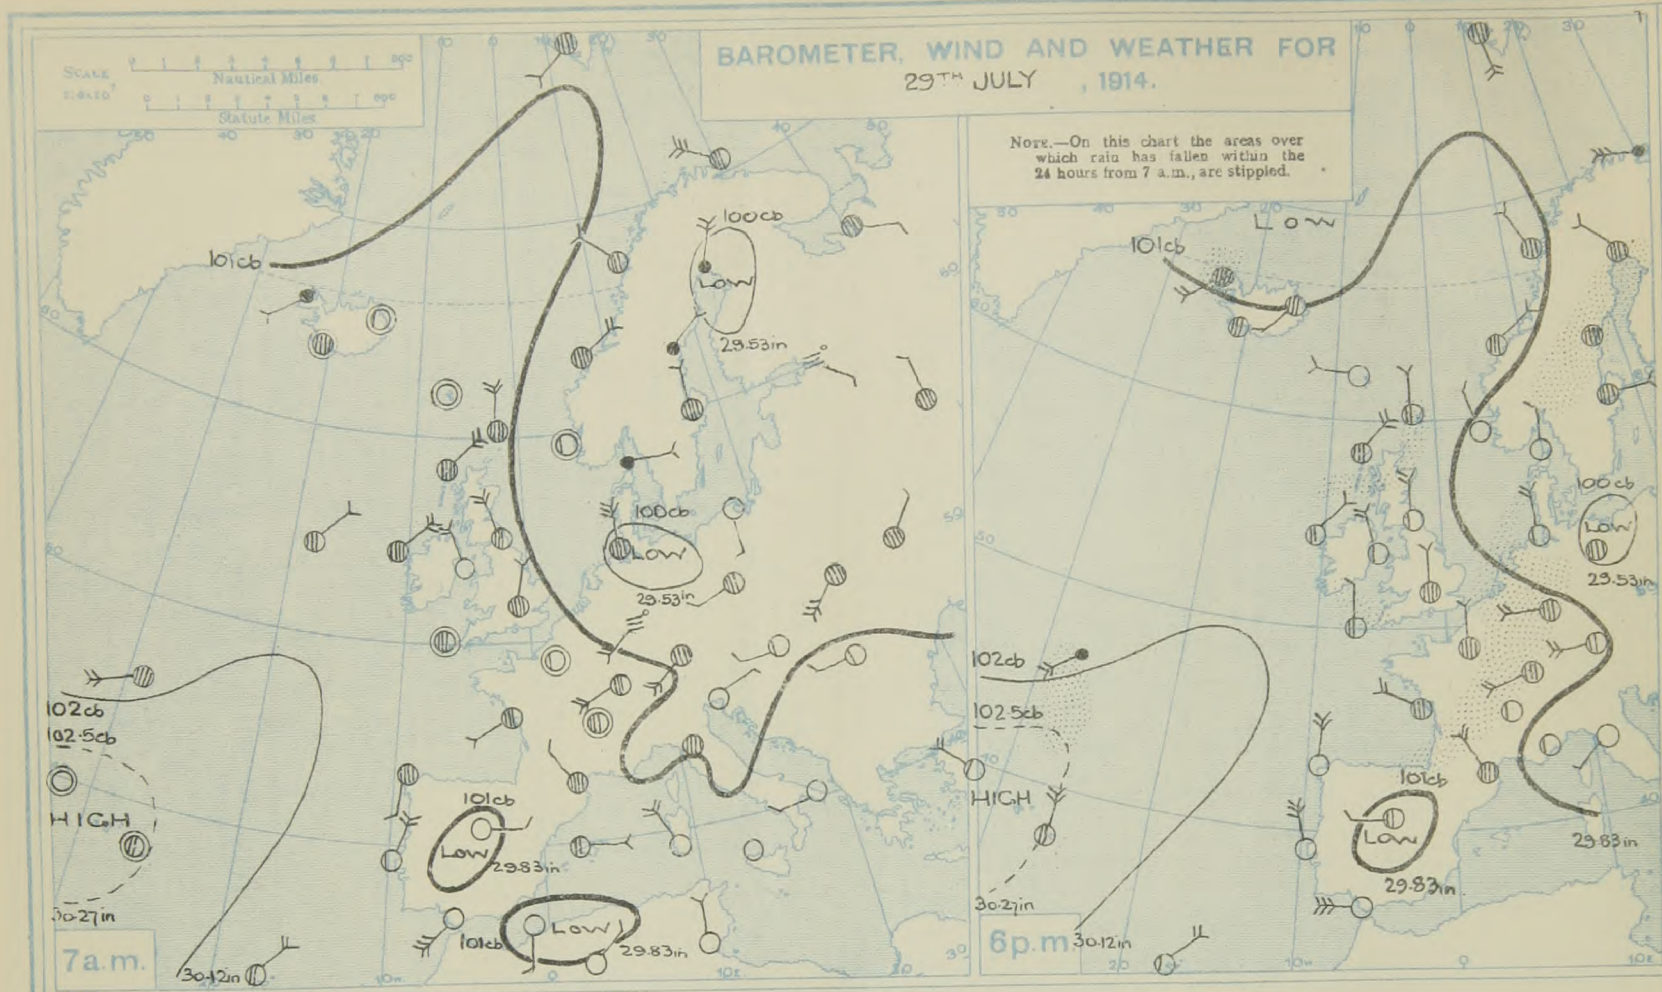 BAROMETER, WIND AND WEATHER FOR
29TH JULY , 1914.
Nautical Miles
Statute Miles
NOTE.—On this chart the areas over
which rain has fallen within the
24 hours from 7 a.m., are stippled.
100cb
LOW
29.53in
101cb
100cb
LOW
29.53in
102cb
102.5cb
HIGH
30.27in
101cb
LOW
29.83in
101cb
LOW
29.83in
30.12in
7a.m.
LOW
101cb
100cb
LOW
29.53in
102cb
102.5cb
HIGH
30.27in
101cb
LOW
29.83in
29.83in
30.12in
6p.m.